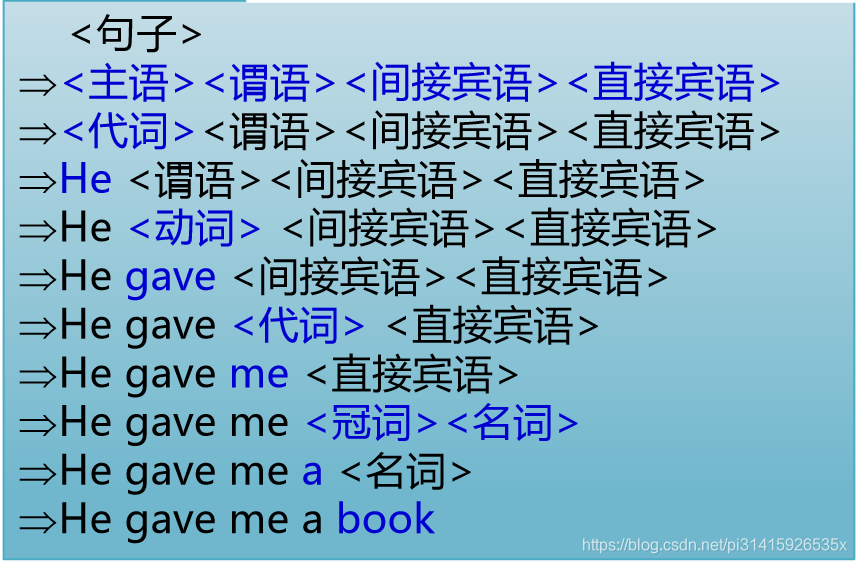 <句子>
⇒<主语><谓语><间接宾语><直接宾语>
⇒<代词><谓语><间接宾语><直接宾语>
⇒He <谓语><间接宾语><直接宾语>
⇒He <动词> <间接宾语><直接宾语>
⇒He gave <间接宾语><直接宾语>
⇒He gave <代词> <直接宾语>
⇒He gave me <直接宾语>
⇒He gave me <冠词><名词>
⇒He gave me a <名词>
⇒He gave me a book
https://blog.csdn.net/pi31415926535x